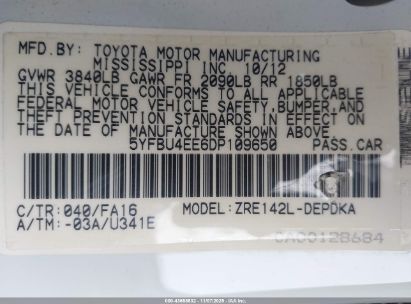 MFD.BY: TOYOTA MOTOR MANUFACTURING
MISSISSIPPI INC 10/12
GVWR 3840LB GAWR FR 2090LB RR 1850LB
THIS VEHICLE CONFORMS TO ALL APPLICABLE
FEDERAL MOTOR VEHICLE SAFETY,BUMPER,AND
THEFT PREVENTION STANDARDS IN EFFECT ON
THE DATE OF MANUFACTURE SHOWN ABOVE.
5YFBU4EE6DP109650 PASS.CAR
C/TR:040/FA16 MODEL:ZRE142L-DEPDKA
A/TM:-03A/U341E
CA00128684